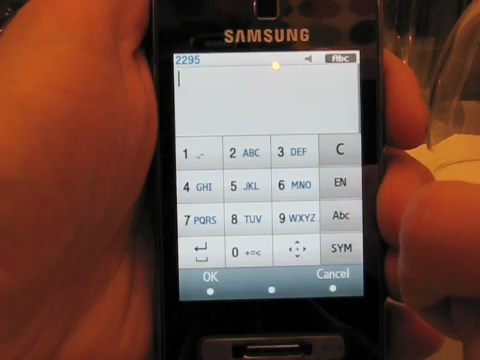 SAMSUNG
2295 Abc
1 .,- 2 ABC 3 DEF C
4 GHI 5 JKL 6 MNO EN
7 PQRS 8 TUV 9 WXYZ Abc
0 +=< SYM
OK Cancel